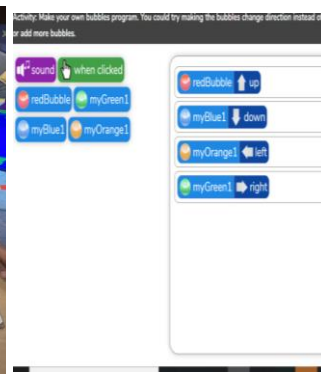 Activity: Make your own bubbles program. You could try making the bubbles change direction instead o
or add more bubbles.
sound when clicked
redBubble myGreen1
myBlue1 myOrange1
redBubble up
myBlue1 down
myOrange1 left
myGreen1 right